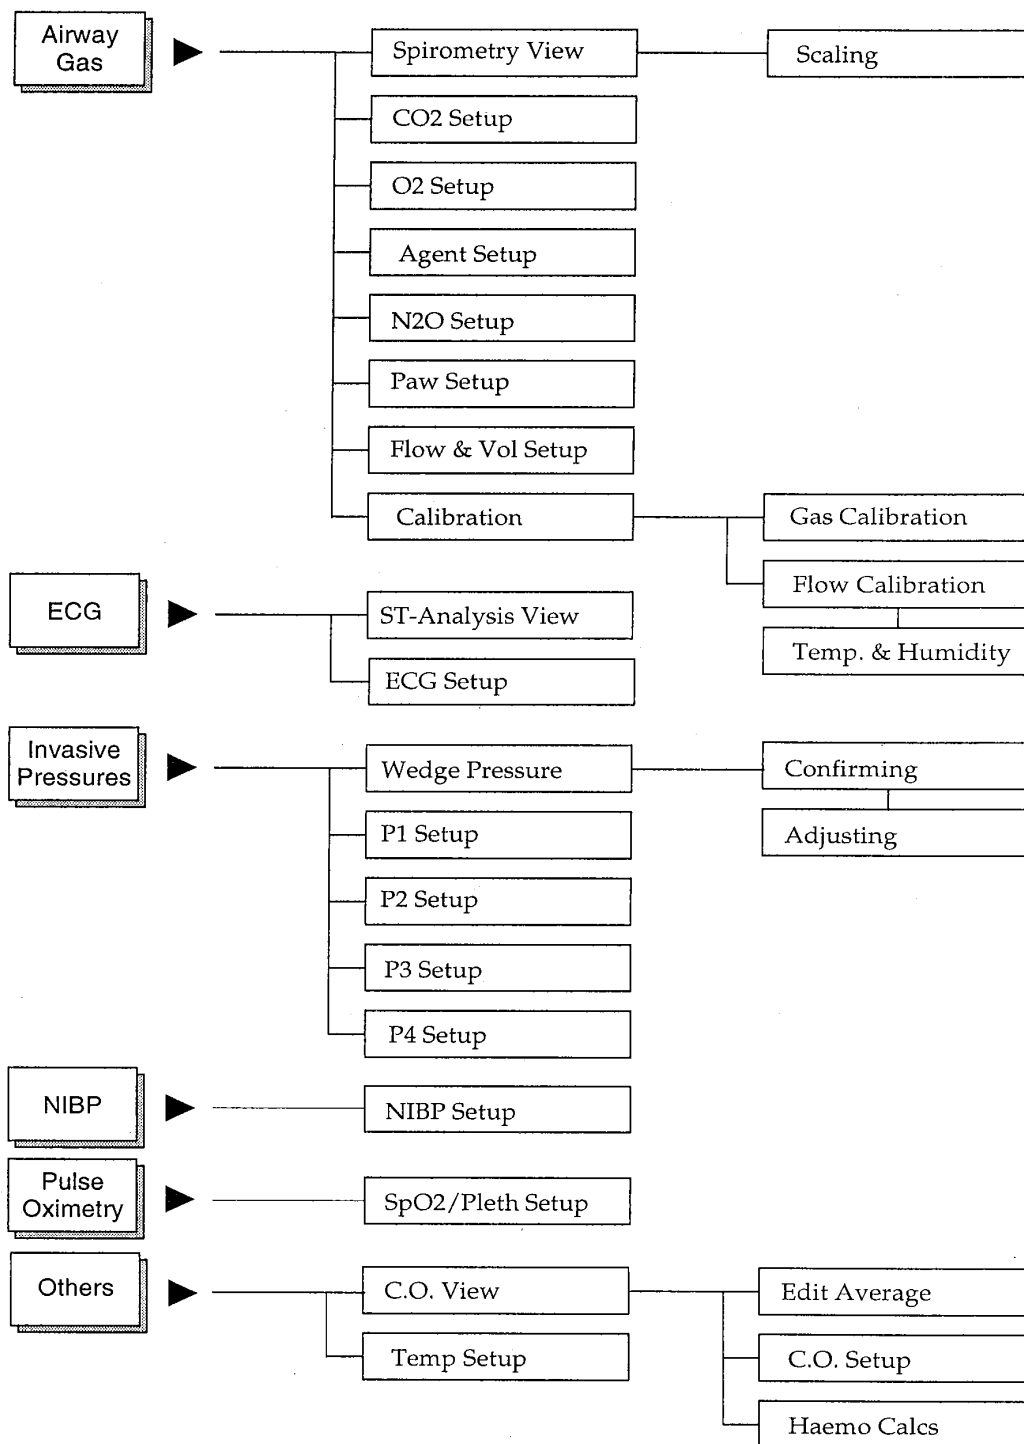 Airway
Gas
Spirometry View
Scaling
CO2 Setup
O2 Setup
Agent Setup
N2O Setup
Paw Setup
Flow & Vol Setup
Calibration
Gas Calibration
Flow Calibration
Temp. & Humidity
ECG
ST-Analysis View
ECG Setup
Invasive
Pressures
Wedge Pressure
Confirming
Adjusting
P1 Setup
P2 Setup
P3 Setup
P4 Setup
NIBP
NIBP Setup
Pulse
Oximetry
SpO2/Pleth Setup
Others
C.O. View
Edit Average
Temp Setup
C.O. Setup
Haemo Calcs